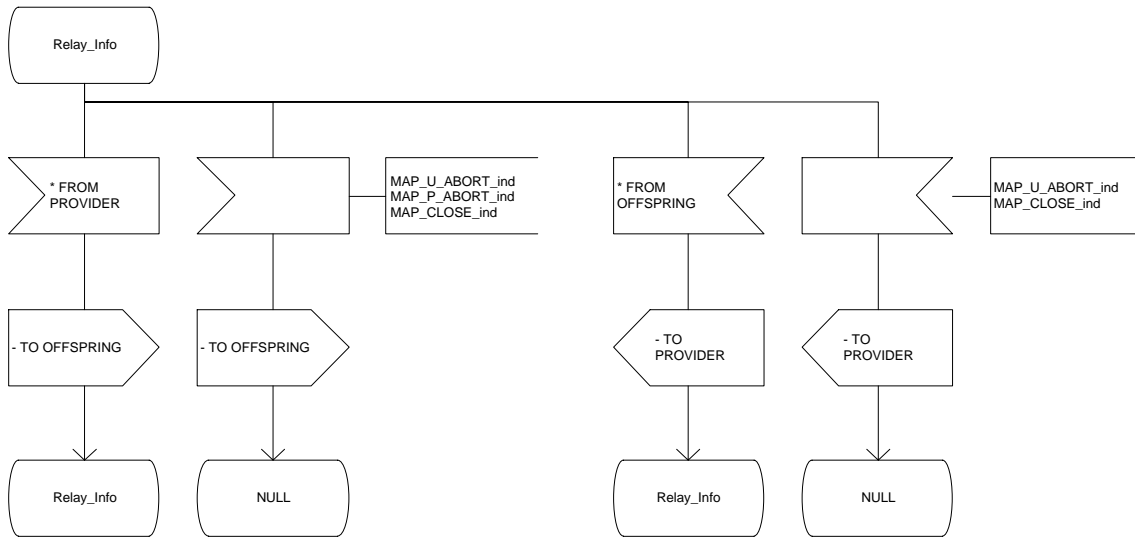 Relay_Info
* FROM
PROVIDER
MAP_U_ABORT_ind
MAP_P_ABORT_ind
MAP_CLOSE_ind
* FROM
OFFSPRING
MAP_U_ABORT_ind
MAP_CLOSE_ind
- TO OFFSPRING
- TO OFFSPRING
- TO
PROVIDER
- TO
PROVIDER
Relay_Info
NULL
Relay_Info
NULL